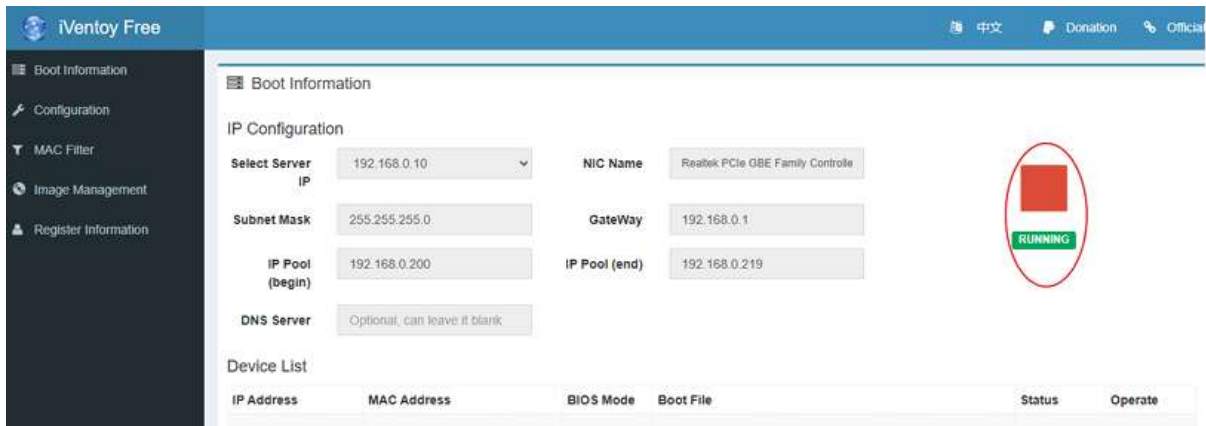 iVentoy Free
中文 Donation Official
Boot Information
Configuration
MAC Filter
Image Management
Register Information
Boot Information
IP Configuration
Select Server IP 192.168.0.10 NIC Name Realtek PCIe GBE Family Controlle
Subnet Mask 255.255.255.0 GateWay 192.168.0.1
RUNNING
IP Pool (begin) 192.168.0.200 IP Pool (end) 192.168.0.219
DNS Server Optional, can leave it blank
Device List
IP Address MAC Address BIOS Mode Boot File Status Operate